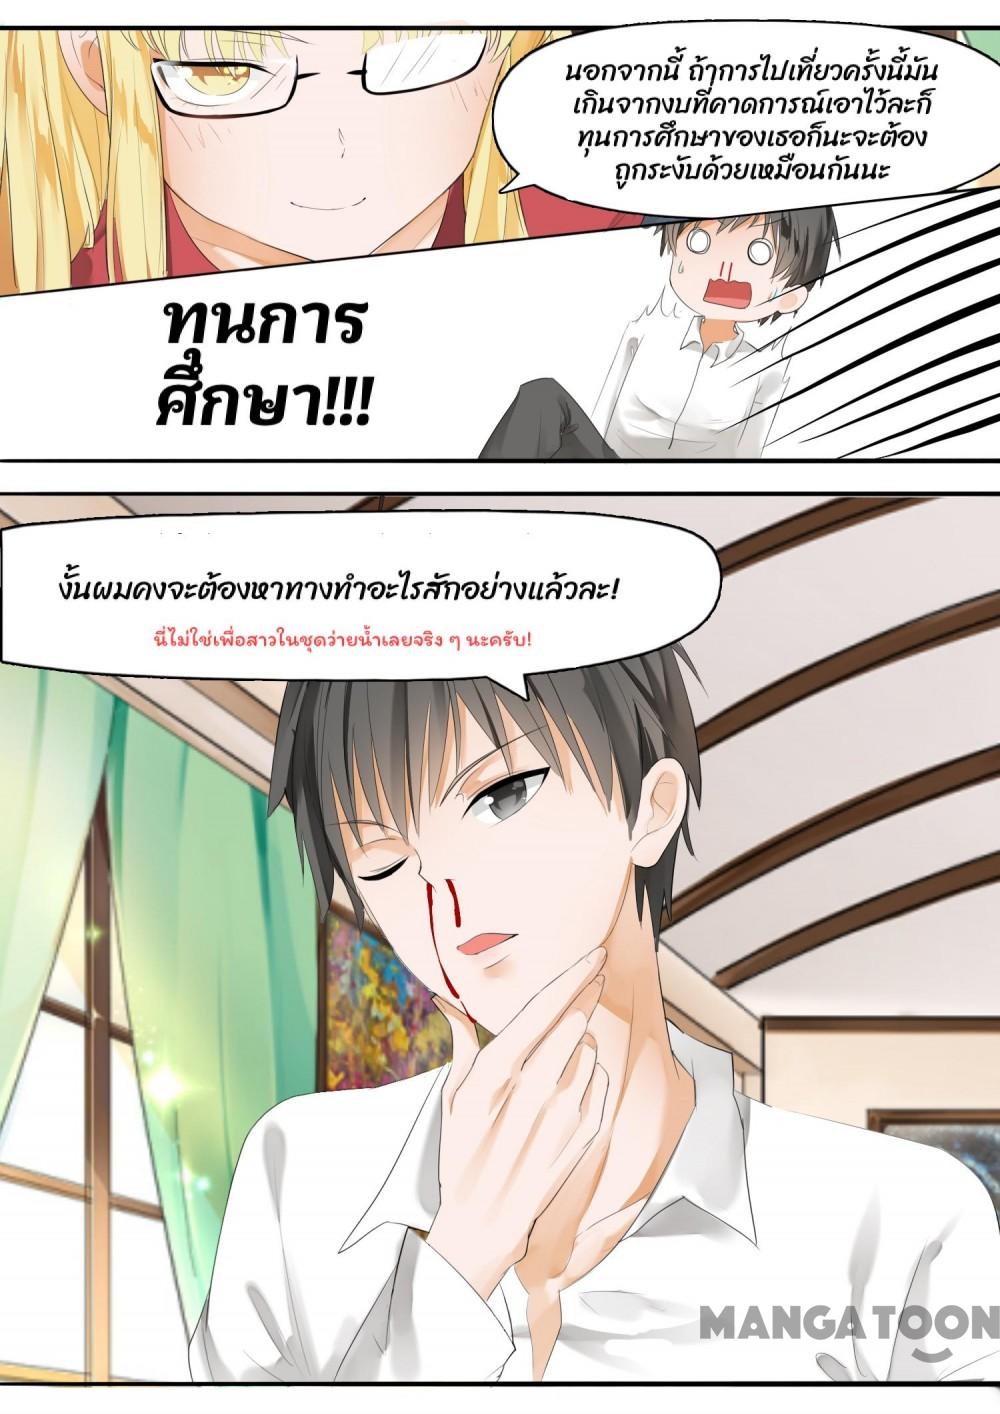 นอกจากนี้ ถ้าการไปเที่ยวครั้งนี้มัน
เกินจากงบที่คาดการณ์เอาไว้ละก็
ทุนการศึกษาของเธอก็นะจะต้อง
ถูกระงับด้วยเหมือนกันนะ
ทุนการ
ศึกษา!!!
งั้นผมคงจะต้องหาทางทำอะไรสักอย่างแล้วละ!
นี่ไม่ใช่เพื่อสาวในชุดว่ายน้ำเลยจริง ๆ นะครับ!
MANGATOON